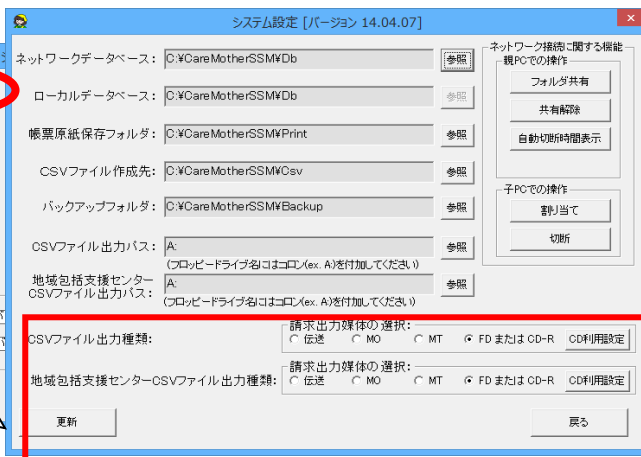 システム設定 [バージョン 14.04.07]
ネットワークデータベース: C:¥CareMotherSSM¥Db 参照
ローカルデータベース: C:¥CareMotherSSM¥Db 参照
帳票原紙保存フォルダ: C:¥CareMotherSSM¥Print 参照
CSVファイル作成先: C:¥CareMotherSSM¥Csv 参照
バックアップフォルダ: C:¥CareMotherSSM¥Backup 参照
CSVファイル出力パス: A: 参照
(フロッピードライブ名にはコロン(ex. A:)を付加してください)
地域包括支援センター
CSVファイル出力パス: A: 参照
(フロッピードライブ名にはコロン(ex. A:)を付加してください)
ネットワーク接続に関する機能
親PCでの操作
フォルダ共有
共有解除
自動切断時間表示
子PCでの操作
割り当て
切断
請求出力媒体の選択:
CSVファイル出力種類: 伝送 MO MT FD または CD-R CD利用設定
請求出力媒体の選択:
地域包括支援センターCSVファイル出力種類: 伝送 MO MT FD または CD-R CD利用設定
更新 戻る